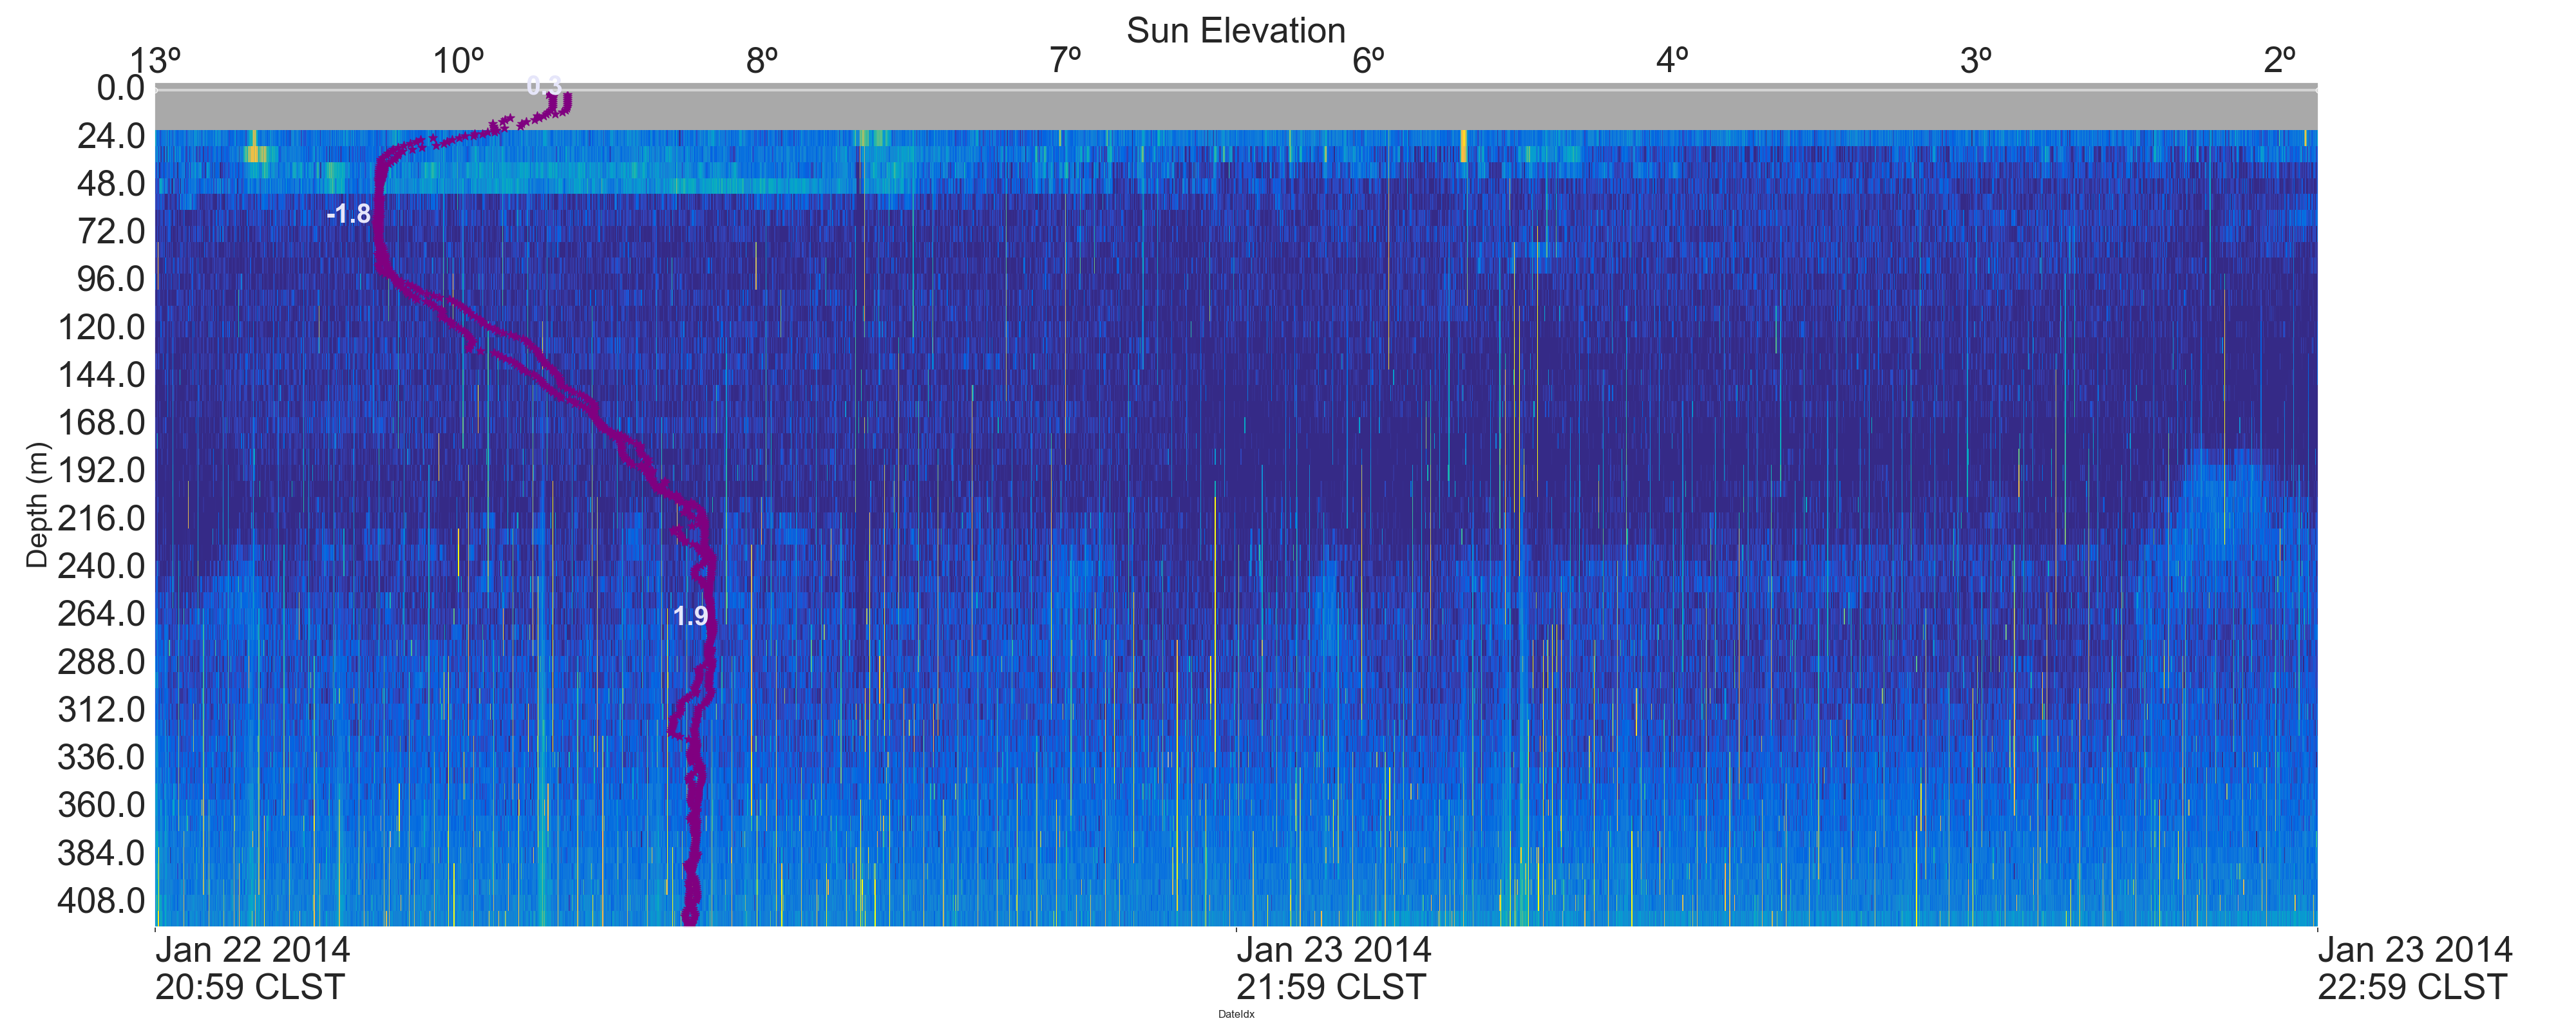 Sun Elevation
13º 10º 8º 7º 6º 4º 3º 2º
0.0
0.3
24.0
48.0
-1.8
72.0
96.0
120.0
144.0
168.0
192.0
216.0
Depth (m)
240.0
264.0
1.9
288.0
312.0
336.0
360.0
384.0
408.0
Jan 22 2014
20:59 CLST
Jan 23 2014
21:59 CLST
Jan 23 2014
22:59 CLST
DateIdx